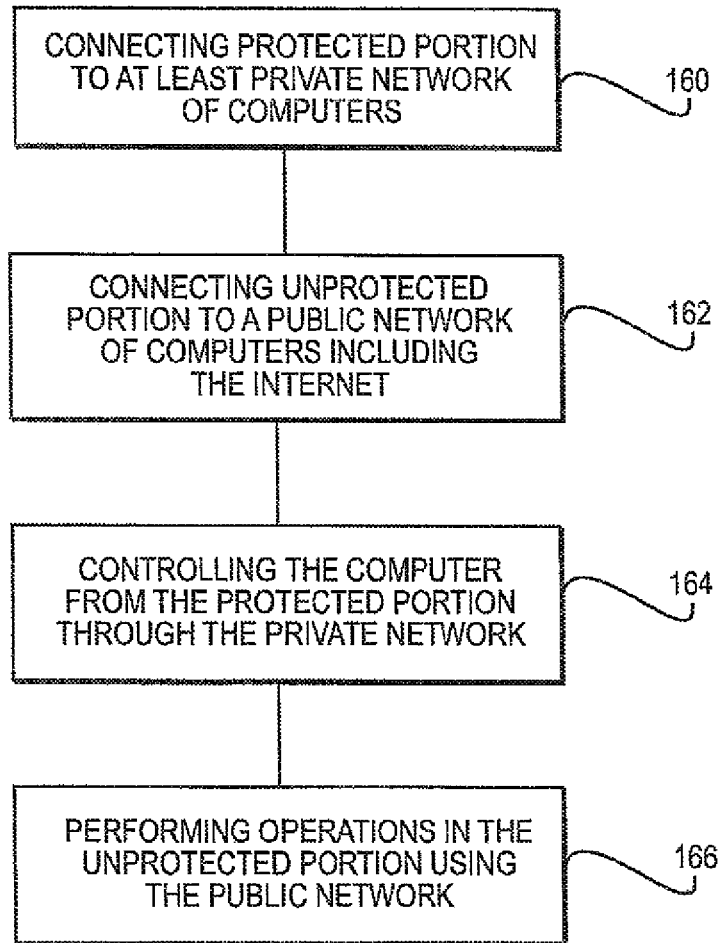 CONNECTING PROTECTED PORTION
TO AT LEAST PRIVATE NETWORK
OF COMPUTERS
160
CONNECTING UNPROTECTED
PORTION TO A PUBLIC NETWORK
OF COMPUTERS INCLUDING
THE INTERNET
162
CONTROLLING THE COMPUTER
FROM THE PROTECTED PORTION
THROUGH THE PRIVATE NETWORK
164
PERFORMING OPERATIONS IN THE
UNPROTECTED PORTION USING
THE PUBLIC NETWORK
166